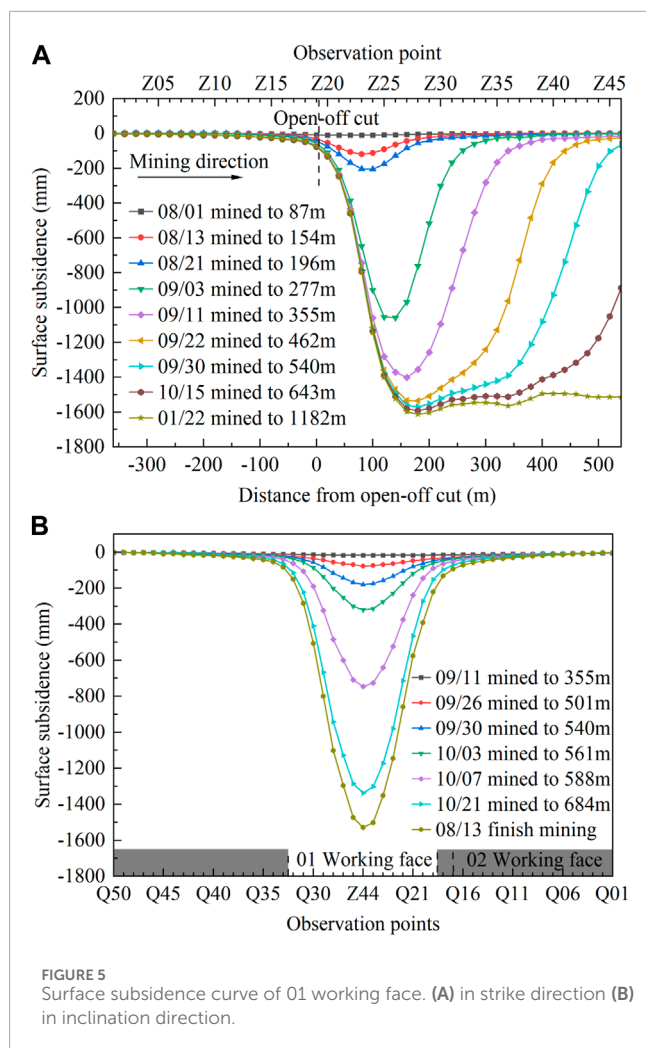 A
Observation point
Z05 Z10 Z15 Z20 Z25 Z30 Z35 Z40 Z45
200
0
-200
-400
-600
-800
-1000
-1200
-1400
-1600
-1800
Surface subsidence (mm)
Open-off cut
Mining direction
08/01 mined to 87m
08/13 mined to 154m
08/21 mined to 196m
09/03 mined to 277m
09/11 mined to 355m
09/22 mined to 462m
09/30 mined to 540m
10/15 mined to 643m
01/22 mined to 1182m
-300 -200 -100 0 100 200 300 400 500
Distance from open-off cut (m)
B
0
-200
-400
-600
-800
-1000
-1200
-1400
-1600
-1800
Surface subsidence (mm)
09/11 mined to 355m
09/26 mined to 501m
09/30 mined to 540m
10/03 mined to 561m
10/07 mined to 588m
10/21 mined to 684m
08/13 finish mining
01 Working face 02 Working face
Q50 Q45 Q40 Q35 Q30 Z44 Q21 Q16 Q11 Q06 Q01
Observation points
FIGURE 5
Surface subsidence curve of 01 working face. (A) in strike direction (B)
in inclination direction.